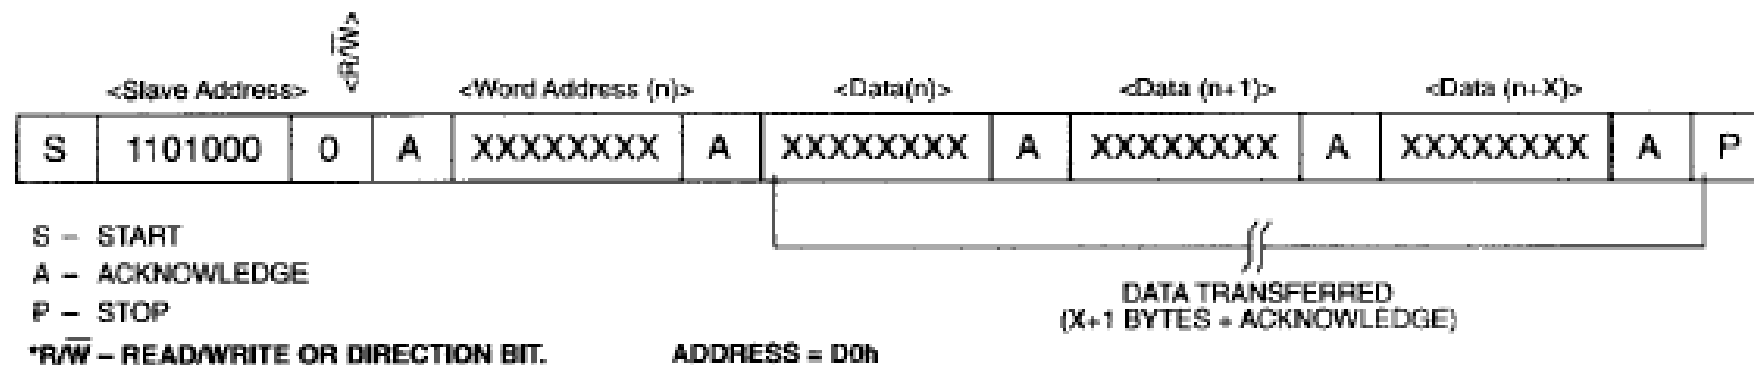 <R/W̅>
<Slave Address> <Word Address (n)> <Data(n)> <Data (n+1)> <Data (n+X)>
S 1101000 0 A XXXXXXXX A XXXXXXXX A XXXXXXXX A XXXXXXXX A P
S – START
A – ACKNOWLEDGE
P – STOP
DATA TRANSFERRED
(X+1 BYTES + ACKNOWLEDGE)
*R/W̅ – READ/WRITE OR DIRECTION BIT. ADDRESS = D0h